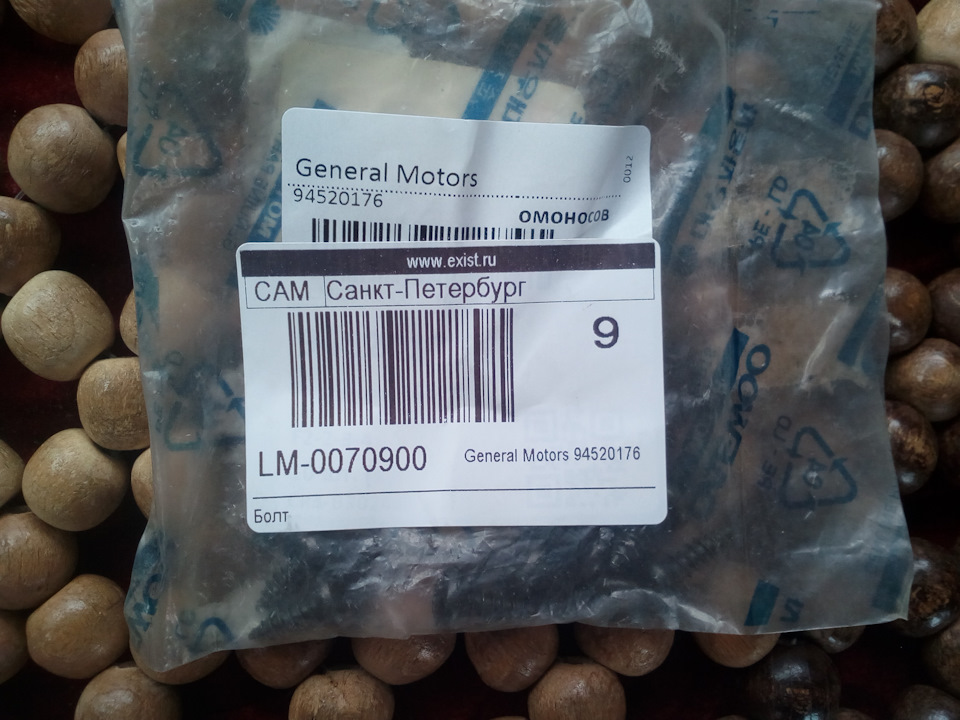 General Motors
0012
94520176
ОМОНОСОВ
www.exist.ru
САМ Санкт-Петербург
9
LM-0070900 General Motors 94520176
Болт